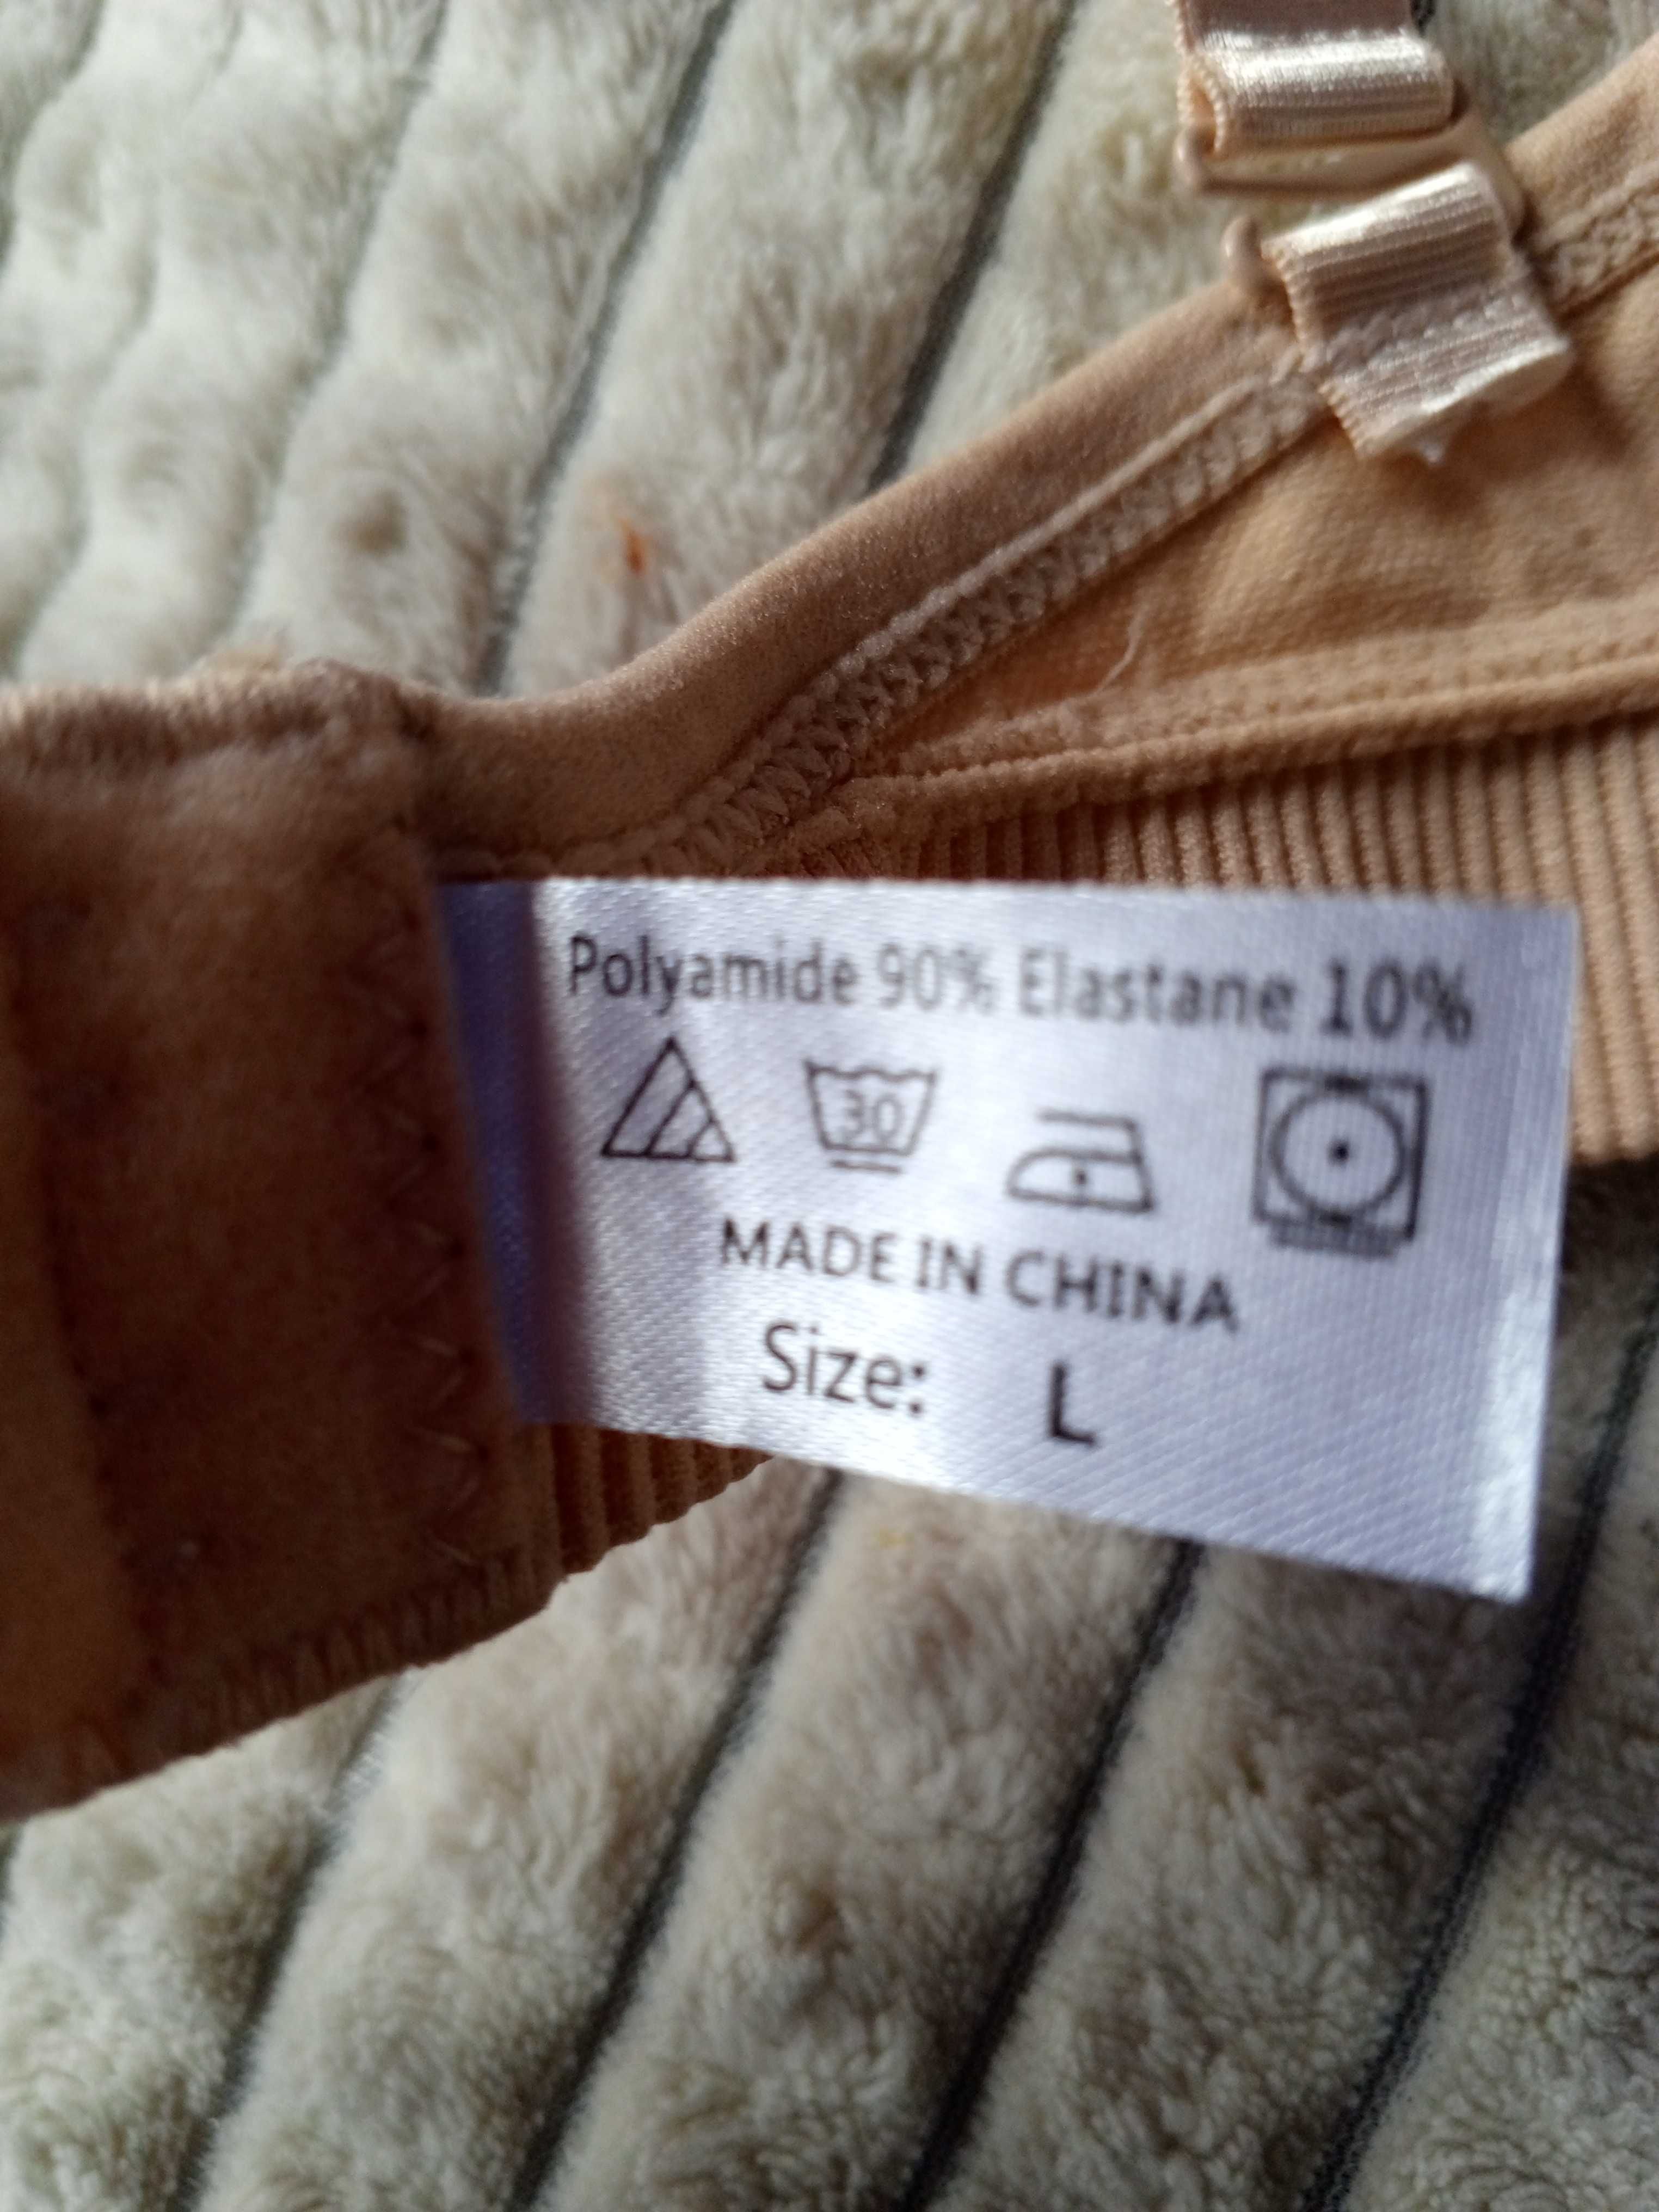 Polyamide 90% Elastane 10%
30
MADE IN CHINA
Size: L